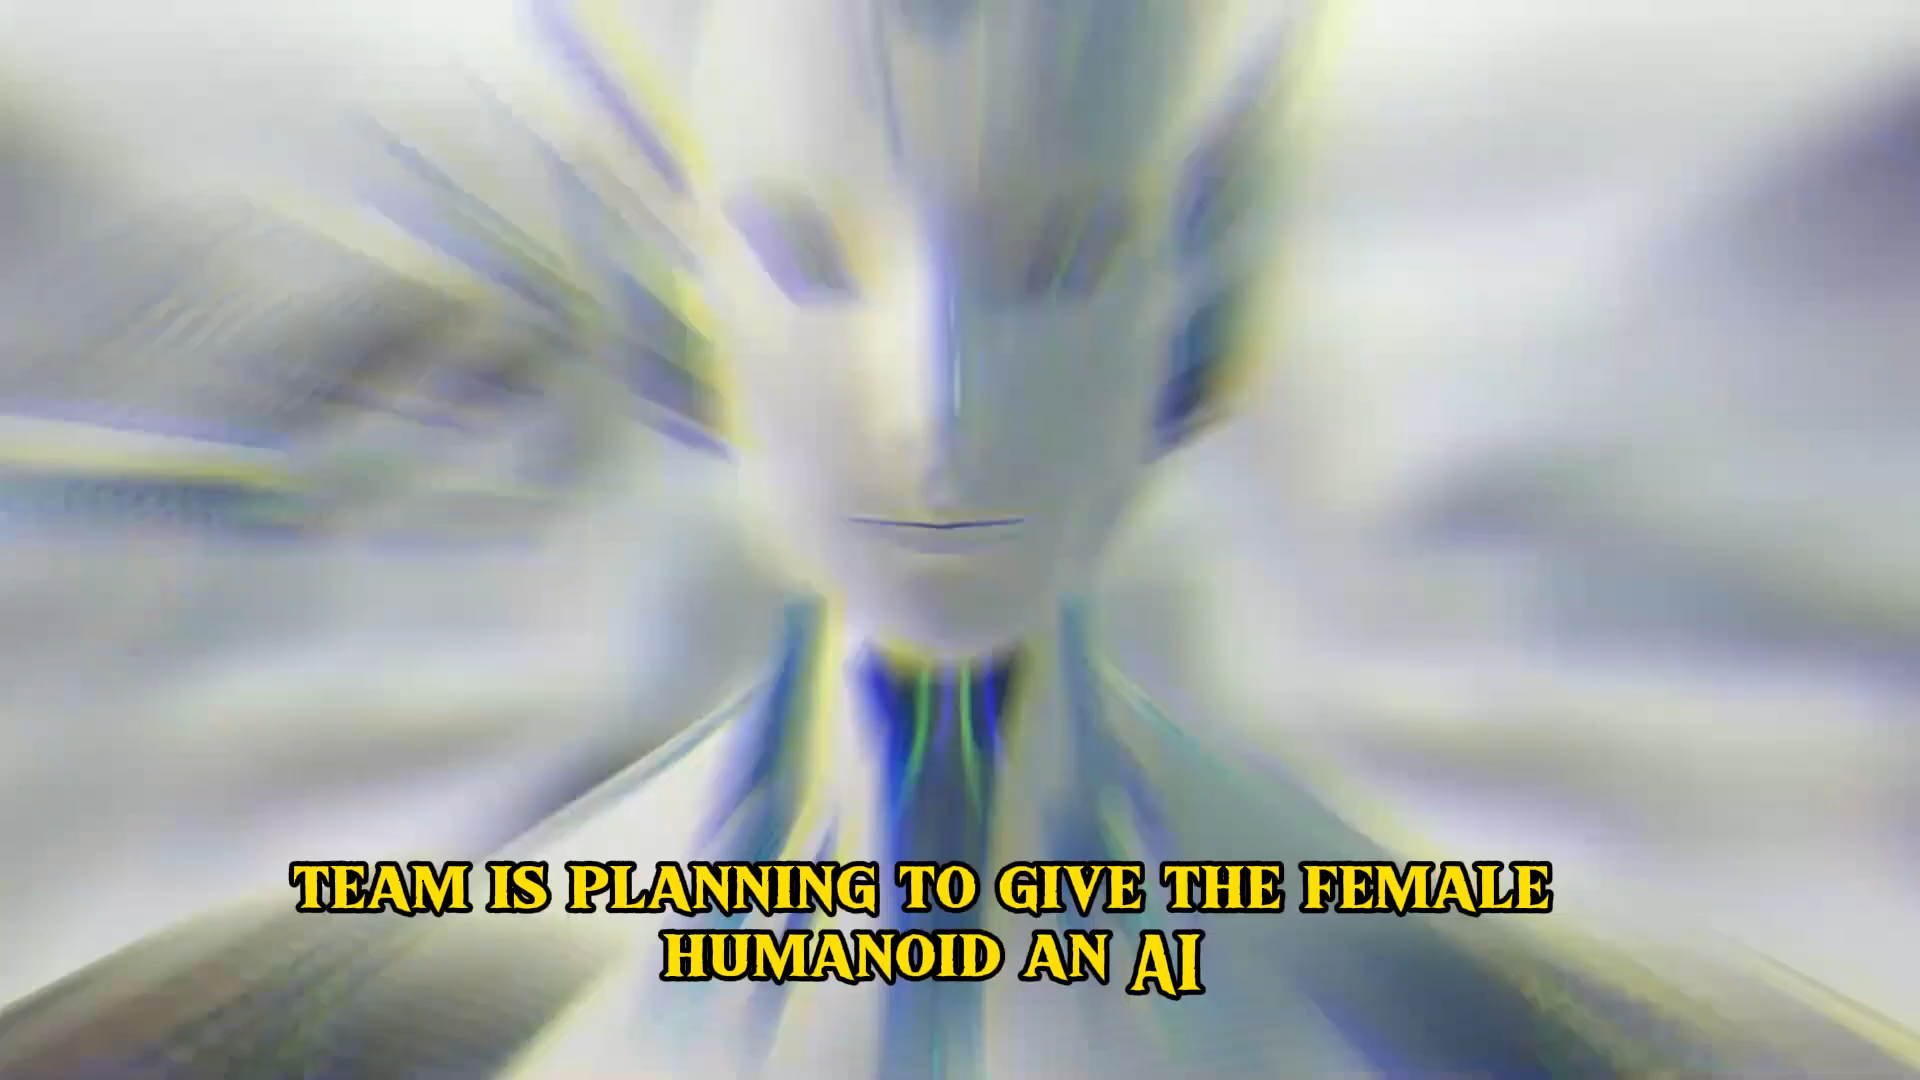 TEAM IS PLANNING TO GIVE THE FEMALE
HUMANOID AN AI